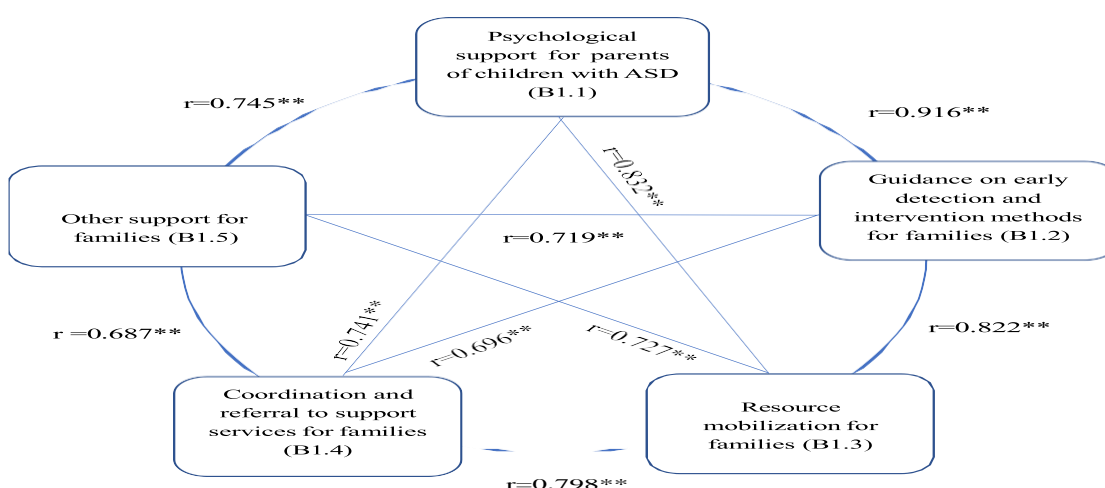 Psychological
support for parents
of children with ASD
(B1.1)
r=0.745**
r=0.916**
r=0.832**
Guidance on early
detection and
intervention methods
for families (B1.2)
Other support for
families (B1.5)
r=0.719**
r =0.687**
r=0.741**
r=0.696**
r=0.727**
r=0.822**
Coordination and
referral to support
services for families
(B1.4)
Resource
mobilization for
families (B1.3)
r=0.798**